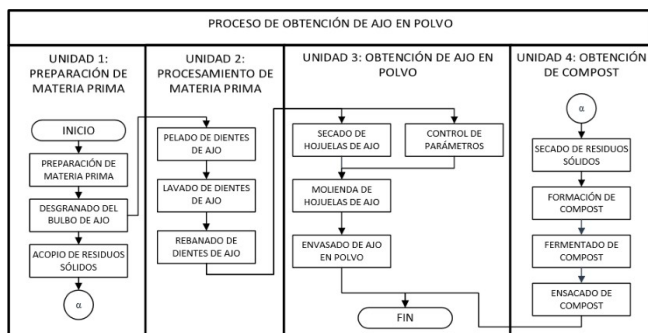 PROCESO DE OBTENCIÓN DE AJO EN POLVO
UNIDAD 1:
PREPARACIÓN DE
MATERIA PRIMA
INICIO
PREPARACIÓN DE
MATERIA PRIMA
DESGRANADO DEL
BULBO DE AJO
ACOPIO DE RESIDUOS
SÓLIDOS
α
UNIDAD 2:
PROCESAMIENTO DE
MATERIA PRIMA
PELADO DE DIENTES
DE AJO
LAVADO DE DIENTES
DE AJO
REBANADO DE
DIENTES DE AJO
UNIDAD 3: OBTENCIÓN DE AJO EN
POLVO
SECADO DE
HOJUELAS DE AJO
CONTROL DE
PARÁMETROS
MOLIENDA DE
HOJUELAS DE AJO
ENVASADO DE AJO
EN POLVO
FIN
UNIDAD 4: OBTENCIÓN
DE COMPOST
α
SECADO DE RESIDUOS
SÓLIDOS
FORMACIÓN DE
COMPOST
FERMENTADO DE
COMPOST
ENSACADO DE
COMPOST